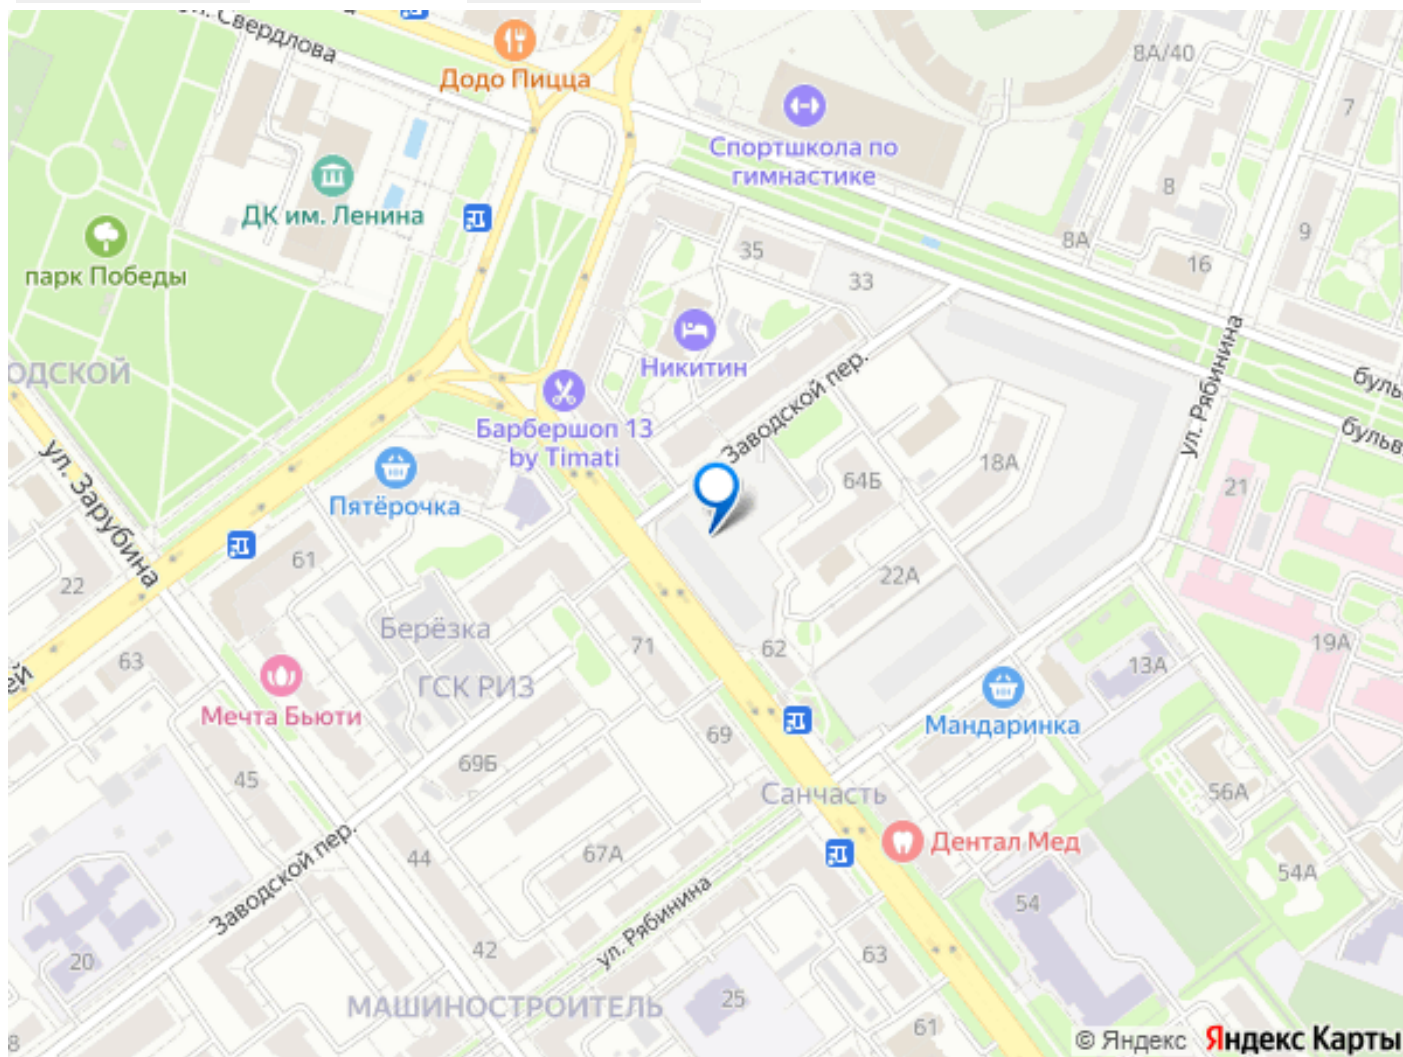 ул. Свердлова
Додо Пицца
8А/40
7
Спортшкола по
гимнастике
8
ДК им. Ленина
парк Победы
35
8А
9
16
33
Никитин
ОДСКОЙ
Заводской пер.
ул. Рябинина
буль
бульв
Барбершоп 13
by Timati
ул. Зарубина
Пятёрочка
64Б
18А
21
61
22
22А
Берёзка
71
62
19А
63
ей
ГСК РИЗ
13А
Мечта Бьюти
Мандаринка
69
69Б
45
Санчасть
56А
Дентал Мед
44
67А
54А
Заводской пер.
54
ул. Рябинина
42
63
20
МАШИНОСТРОИТЕЛЬ
25
61
8
© Яндекс Яндекс Карты